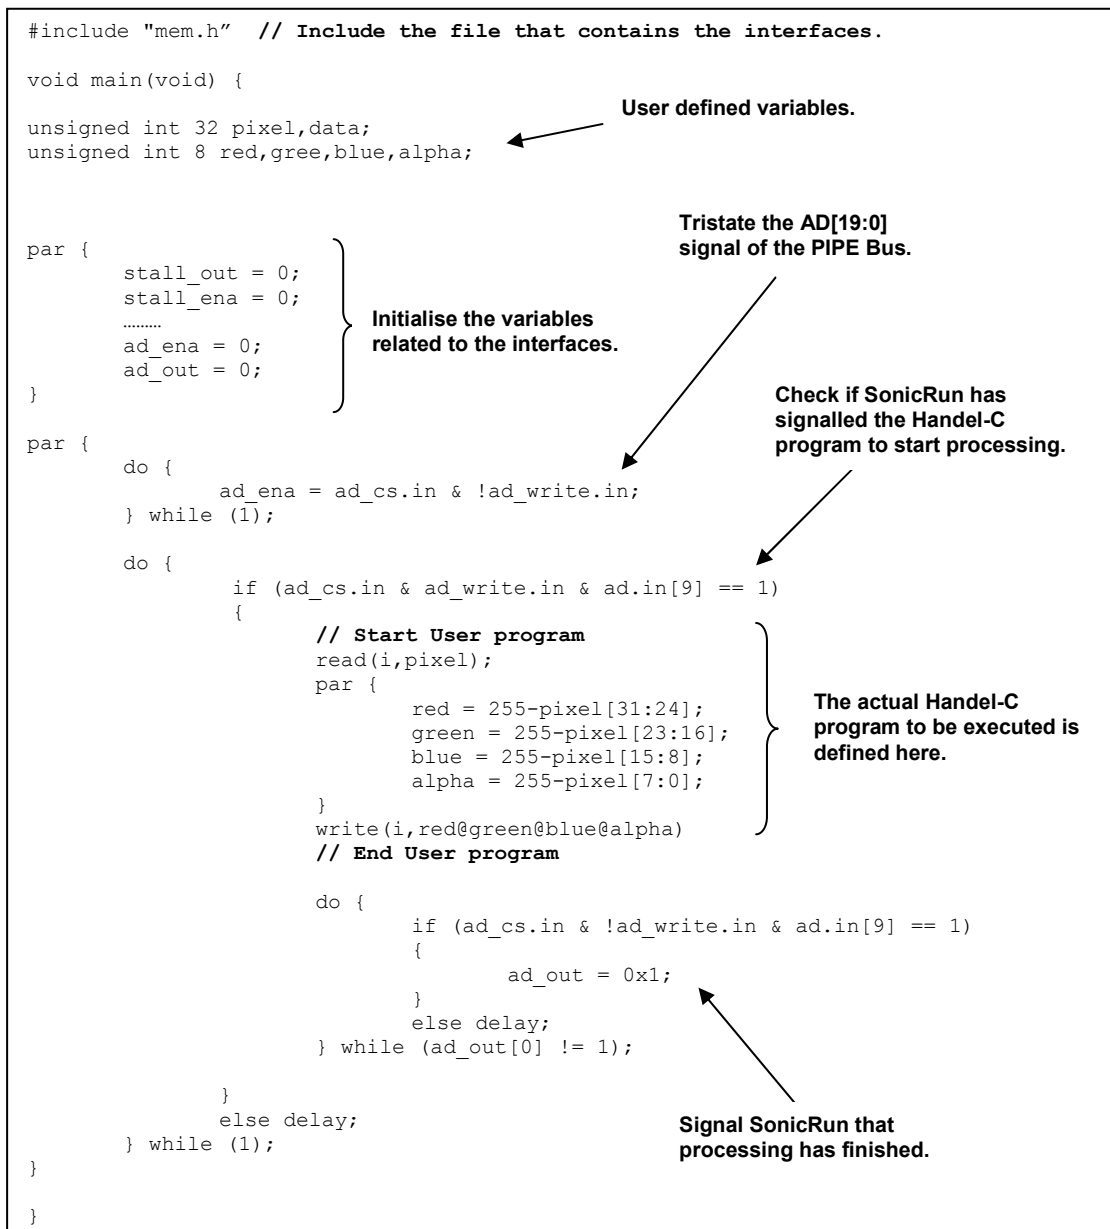 #include "mem.h” // Include the file that contains the interfaces.
void main(void) {
User defined variables.
unsigned int 32 pixel,data;
unsigned int 8 red,gree,blue,alpha;
Tristate the AD[19:0]
signal of the PIPE Bus.
par {
stall_out = 0;
stall_ena = 0;
………
ad_ena = 0;
ad_out = 0;
}
Initialise the variables
related to the interfaces.
Check if SonicRun has
signalled the Handel-C
program to start processing.
par {
do {
ad_ena = ad_cs.in & !ad_write.in;
} while (1);
do {
if (ad_cs.in & ad_write.in & ad.in[9] == 1)
{
// Start User program
read(i,pixel);
par {
red = 255-pixel[31:24];
green = 255-pixel[23:16];
blue = 255-pixel[15:8];
alpha = 255-pixel[7:0];
}
write(i,red@green@blue@alpha)
// End User program
The actual Handel-C
program to be executed is
defined here.
do {
if (ad_cs.in & !ad_write.in & ad.in[9] == 1)
{
ad_out = 0x1;
}
else delay;
} while (ad_out[0] != 1);
}
else delay;
} while (1);
}
Signal SonicRun that
processing has finished.
}